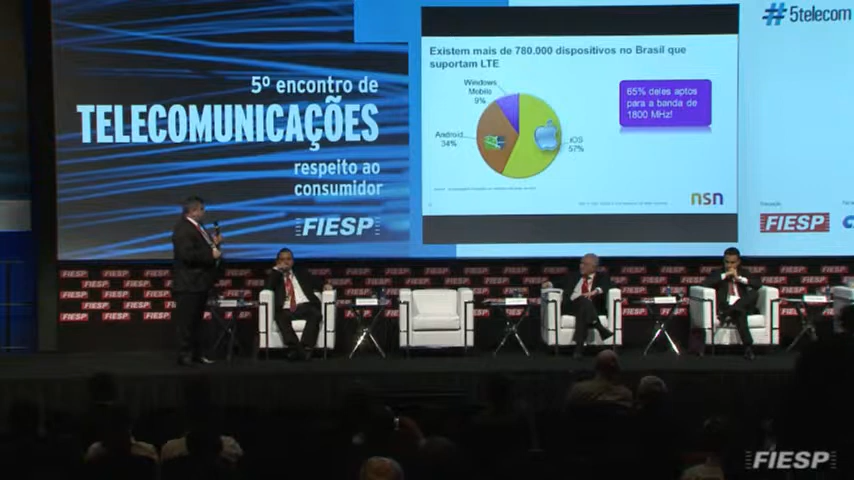 5º encontro de
TELECOMUNICAÇÕES
respeito ao
consumidor
FIESP
Existem mais de 780.000 dispositivos no Brasil que
suportam LTE
Windows
Mobile
9%
Android
34%
iOS
57%
65% deles aptos
para a banda de
1800 MHz!
nsn
#5telecom
FIESP
FIESP